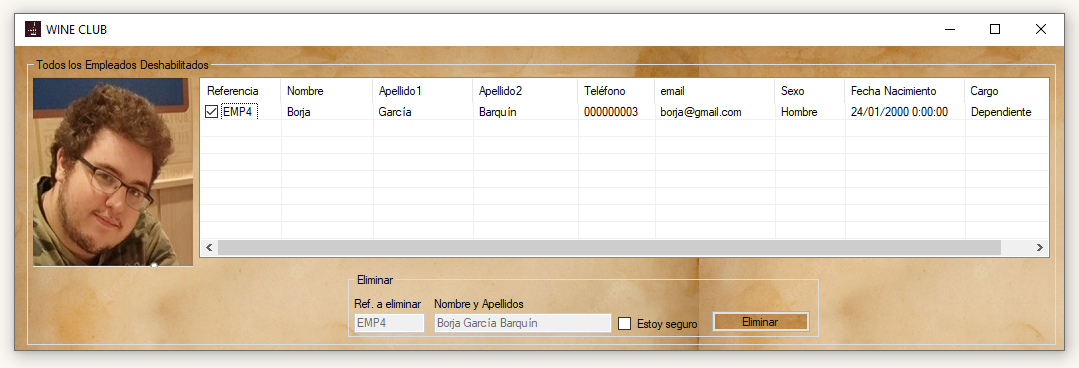 WINE CLUB
Todos los Empleados Deshabilitados
Referencia Nombre Apellido1 Apellido2 Teléfono email Sexo Fecha Nacimiento Cargo
EMP4 Borja García Barquín 000000003 borja@gmail.com Hombre 24/01/2000 0:00:00 Dependiente
Eliminar
Ref. a eliminar Nombre y Apellidos
EMP4 Borja García Barquín Estoy seguro Eliminar